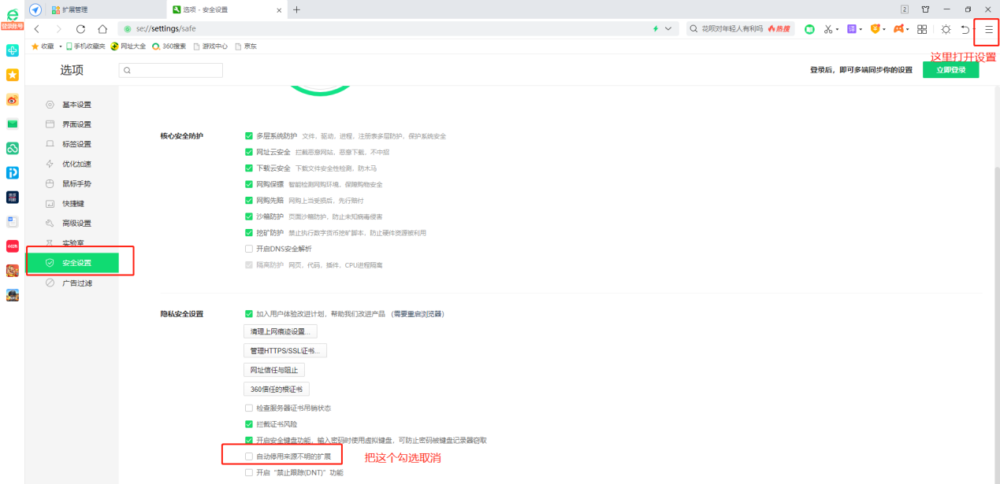 扩展管理
选项 - 安全设置
2
登录账号
se://settings/safe
花呗对年轻人有利吗 热搜
译
收藏 手机收藏夹 网址大全 360搜索 游戏中心 京东
这里打开设置
选项
登录后，即可多端同步你的设置 立即登录
基本设置
界面设置
标签设置
优化加速
鼠标手势
快捷键
高级设置
实验室
安全设置
广告过滤
核心安全防护
多层系统防护 文件，驱动，进程，注册表多层防护，保护系统安全
网址云安全 拦截恶意网站，恶意下载，不中招
下载云安全 下载文件安全性检测，防木马
网购保镖 智能检测网购环境，保障购物安全
网购先赔 网购上当受损后，先行赔付
沙箱防护 页面沙箱防护，防止未知病毒侵害
挖矿防护 禁止执行数字货币挖矿脚本，防止硬件资源被利用
开启DNS安全解析
隔离防护 网页，代码，插件，CPU进程隔离
隐私安全设置
加入用户体验改进计划，帮助我们改进产品 （需要重启浏览器）
清理上网痕迹设置...
管理HTTPS/SSL证书...
网址信任与阻止
360信任的根证书
检查服务器证书吊销状态
拦截证书风险
开启安全键盘功能，输入密码时使用虚拟键盘，可防止密码被键盘记录器窃取
自动停用来源不明的扩展
把这个勾选取消
开启“禁止跟踪(DNT)”功能